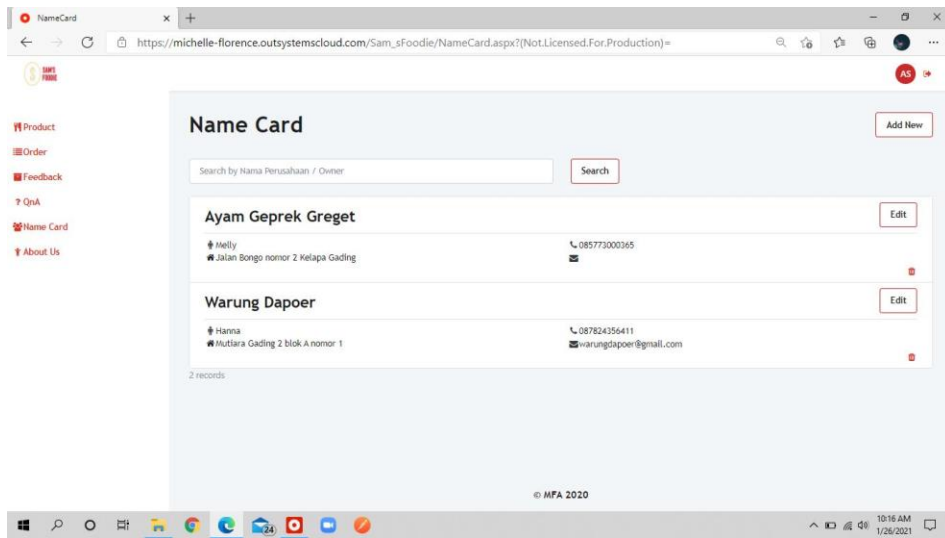 NameCard
https://michelle-florence.outsystemscloud.com/Sam_sFoodie/NameCard.aspx?(Not.Licensed.For.Production)=
SAM'S
FOODIE
AS
Product
Order
Feedback
? QnA
Name Card
About Us
Name Card
Add New
Search by Nama Perusahaan / Owner
Search
Ayam Geprek Greget
Edit
Melly
085773000365
Jalan Bongo nomor 2 Kelapa Gading
Warung Dapoer
Edit
Hanna
087824356411
Mutiara Gading 2 blok A nomor 1
warungdapoer@gmail.com
2 records
© MFA 2020
24
10:16 AM
1/26/2021